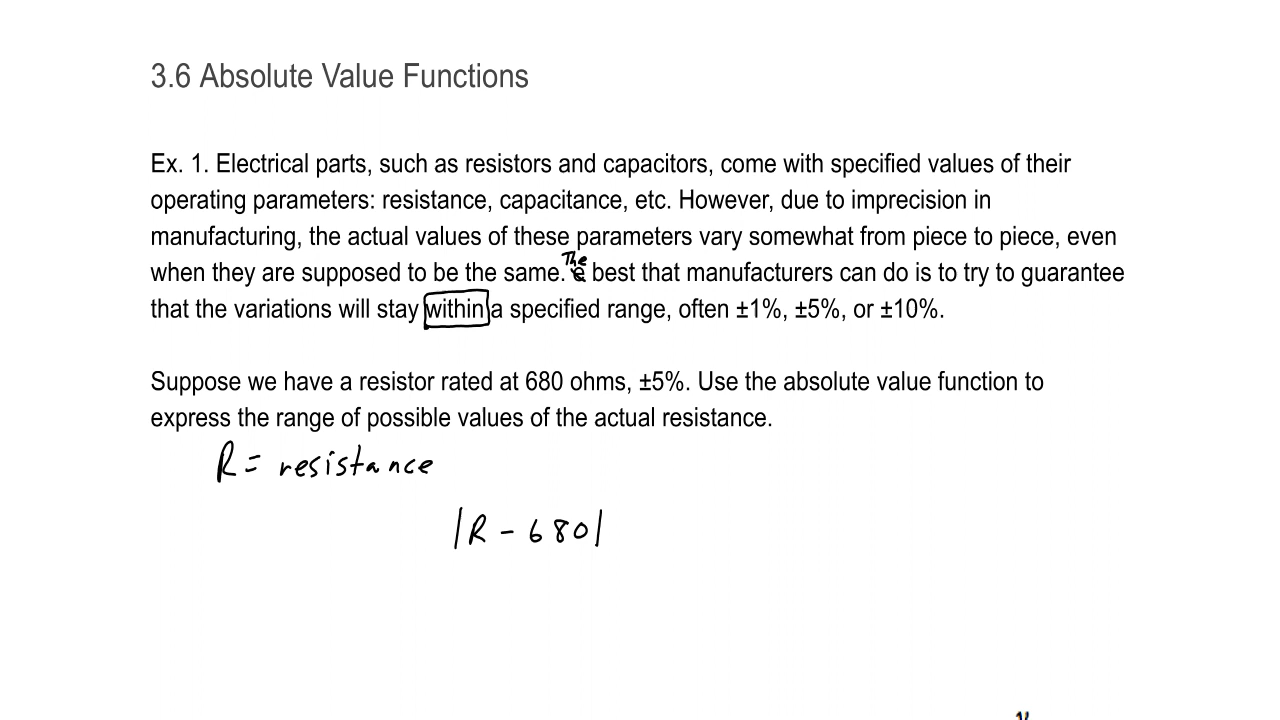 3.6 Absolute Value Functions
Ex. 1. Electrical parts, such as resistors and capacitors, come with specified values of their
operating parameters: resistance, capacitance, etc. However, due to imprecision in
manufacturing, the actual values of these parameters vary somewhat from piece to piece, even
when they are supposed to be the same. The best that manufacturers can do is to try to guarantee
that the variations will stay within a specified range, often ±1%, ±5%, or ±10%.
Suppose we have a resistor rated at 680 ohms, ±5%. Use the absolute value function to
express the range of possible values of the actual resistance.
R = resistance
|R - 680|